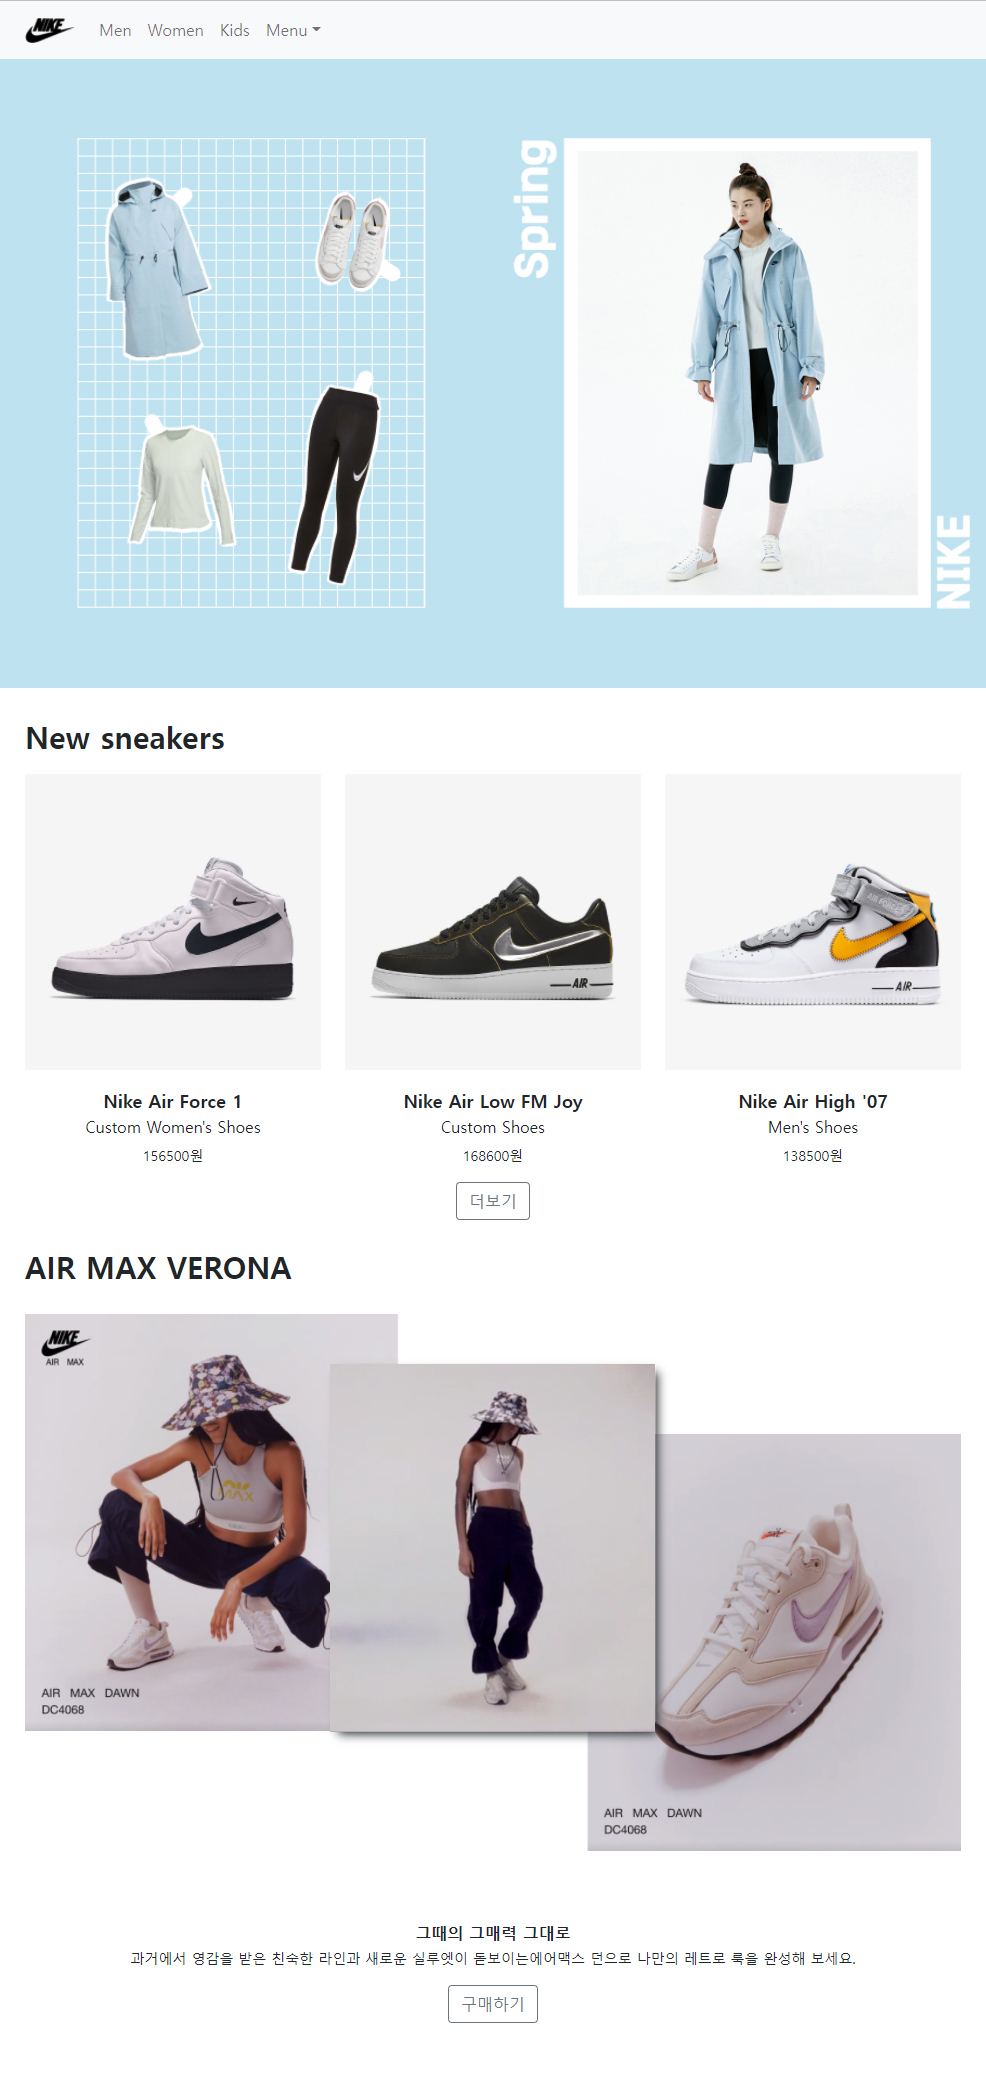 NIKE
Men
Women
Kids
Menu
Spring
NIKE
New sneakers
AIR
AIR FORCE
AIR
Nike Air Force 1
Custom Women's Shoes
156500원
Nike Air Low FM Joy
Custom Shoes
168600원
Nike Air High '07
Men's Shoes
138500원
더보기
AIR MAX VERONA
NIKE
AIR MAX
AIR MAX DAWN
DC4068
AIR MAX DAWN
DC4068
그때의 그매력 그대로
과거에서 영감을 받은 친숙한 라인과 새로운 실루엣이 돋보이는에어맥스 던으로 나만의 레트로 룩을 완성해 보세요.
구매하기